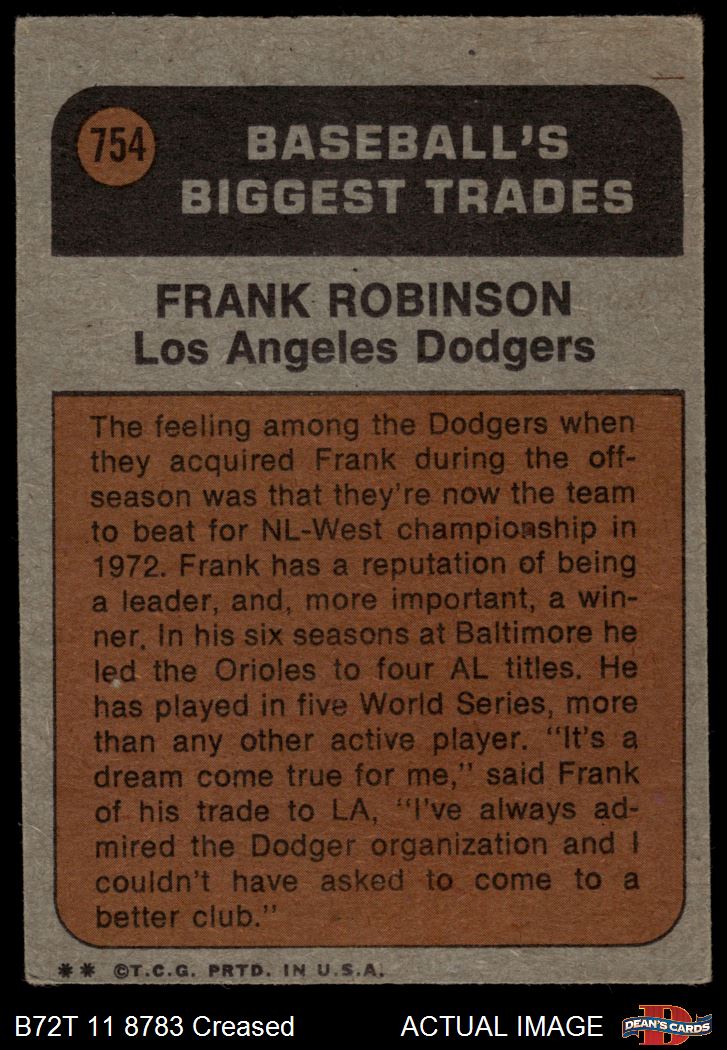 754
BASEBALL'S
BIGGEST TRADES
FRANK ROBINSON
Los Angeles Dodgers
The feeling among the Dodgers when
they acquired Frank during the off-
season was that they're now the team
to beat for NL-West championship in
1972. Frank has a reputation of being
a leader, and, more important, a win-
ner. In his six seasons at Baltimore he
led the Orioles to four AL titles. He
has played in five World Series, more
than any other active player. "It's a
dream come true for me," said Frank
of his trade to LA, "I've always ad-
mired the Dodger organization and I
couldn't have asked to come to a
better club."
** ©T.C.G. PRTD. IN U.S.A.
B72T 11 8783 Creased
ACTUAL IMAGE
D
DEAN'S CARDS